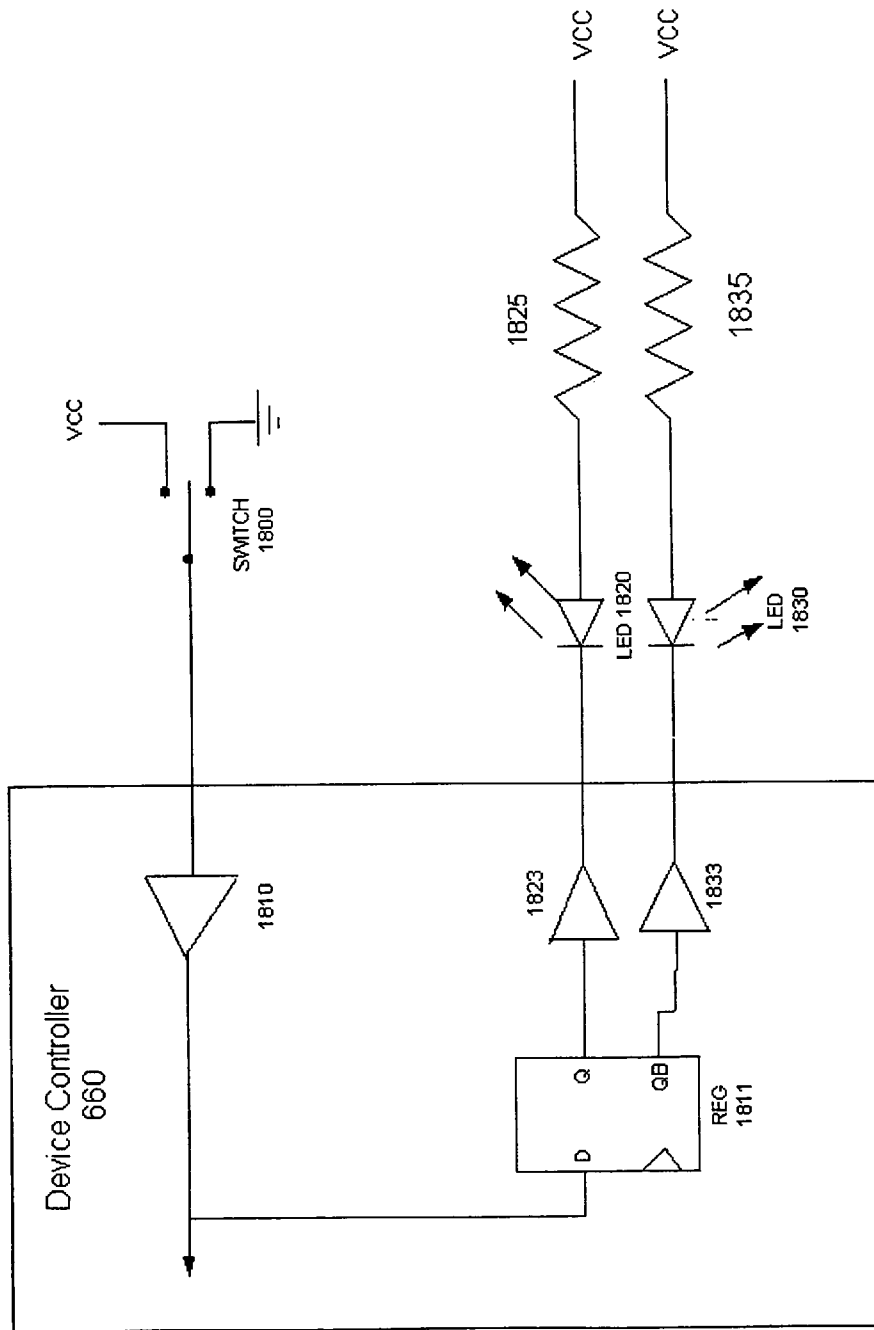 Device Controller
660
1810
VCC
SWITCH
1800
D
Q
QB
REG
1811
1823
1833
LED 1820
LED
1830
1825
1835
VCC
VCC